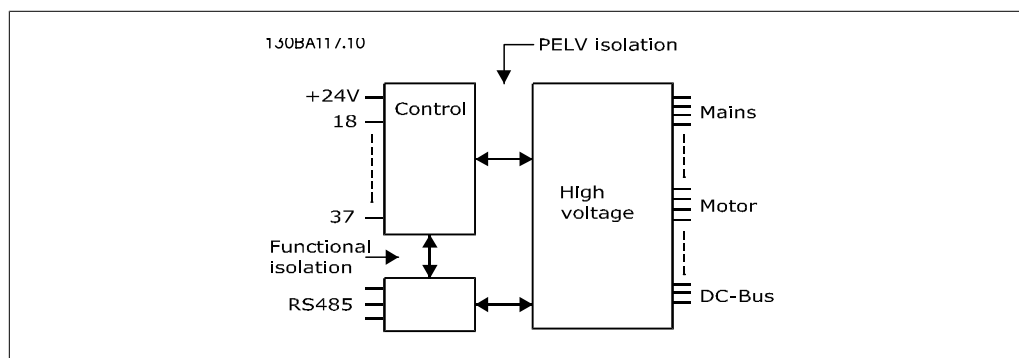 130BA117.10
PELV isolation
+24V
Control
18
Mains
High
voltage
37
Motor
Functional
isolation
RS485
DC-Bus